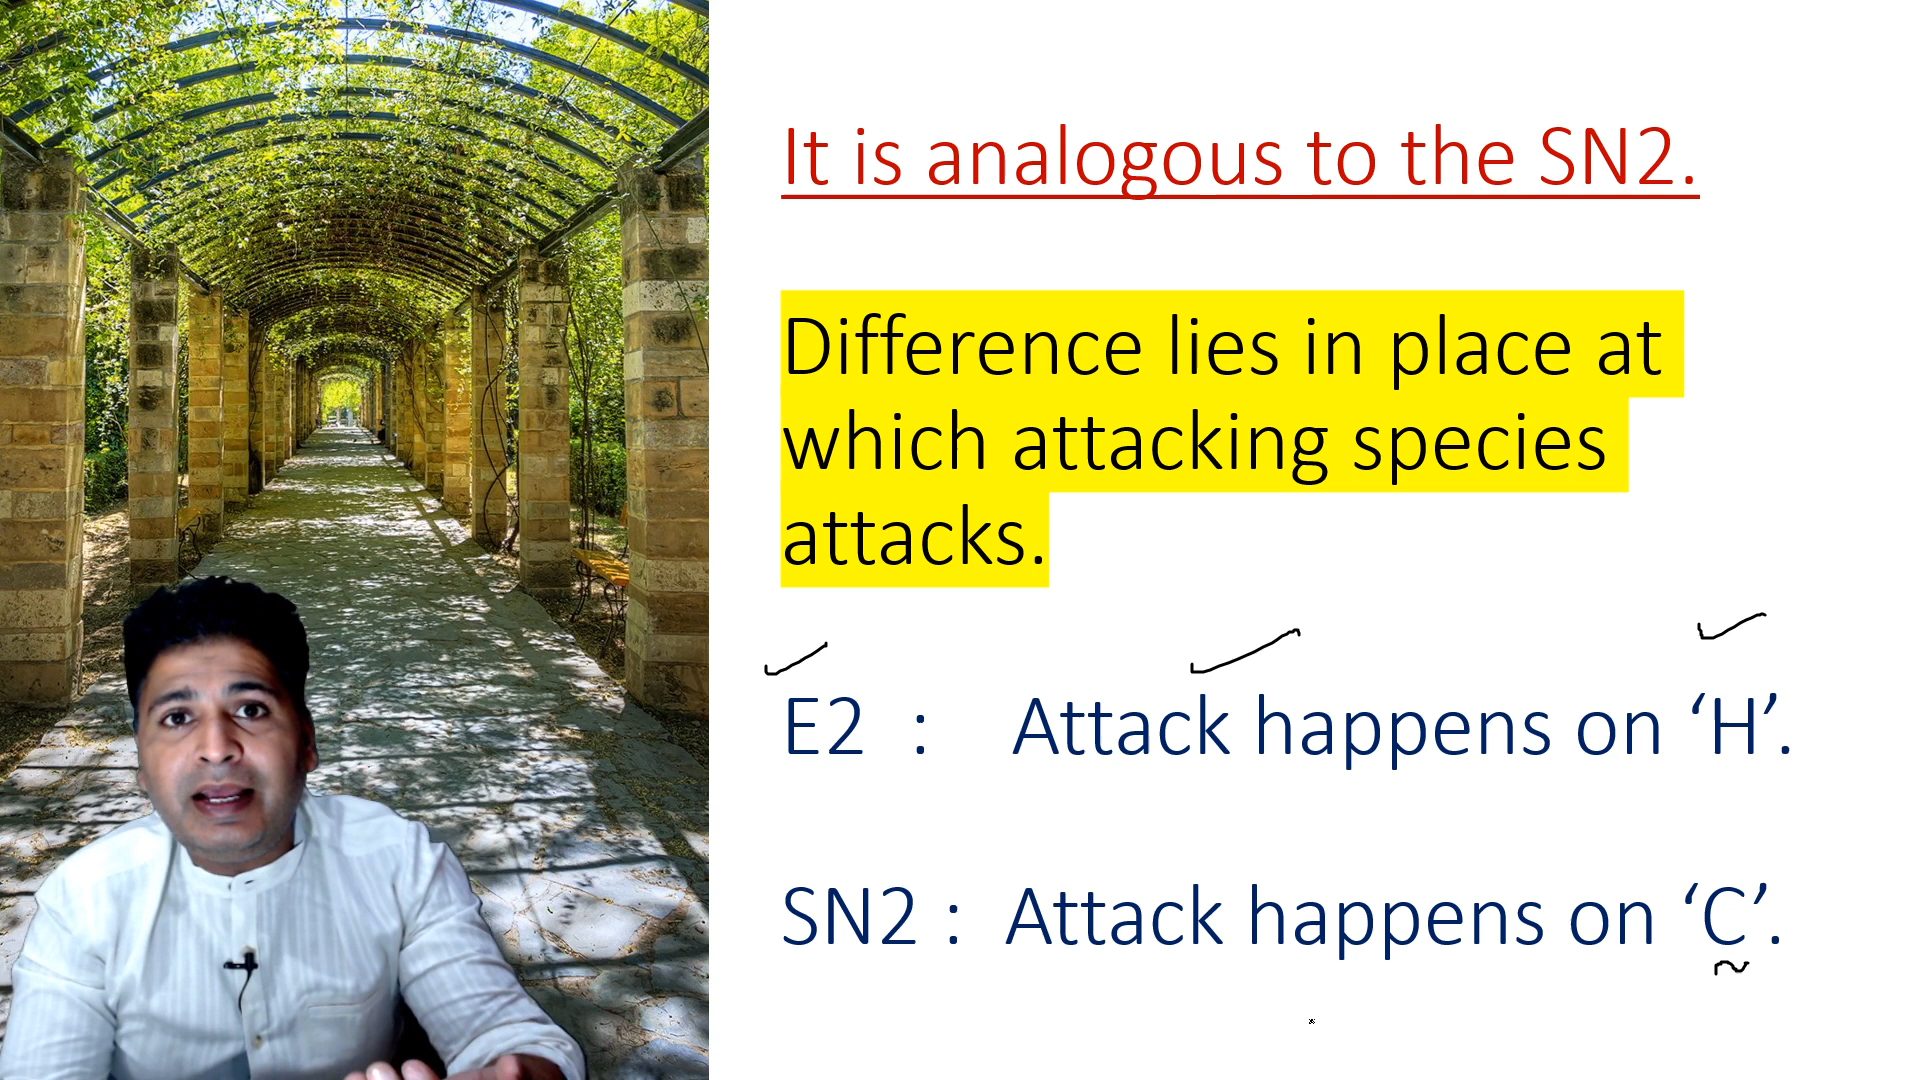 It is analogous to the SN2.
Difference lies in place at
which attacking species
attacks.
E2 : Attack happens on ‘H’.
SN2 : Attack happens on ‘C’.